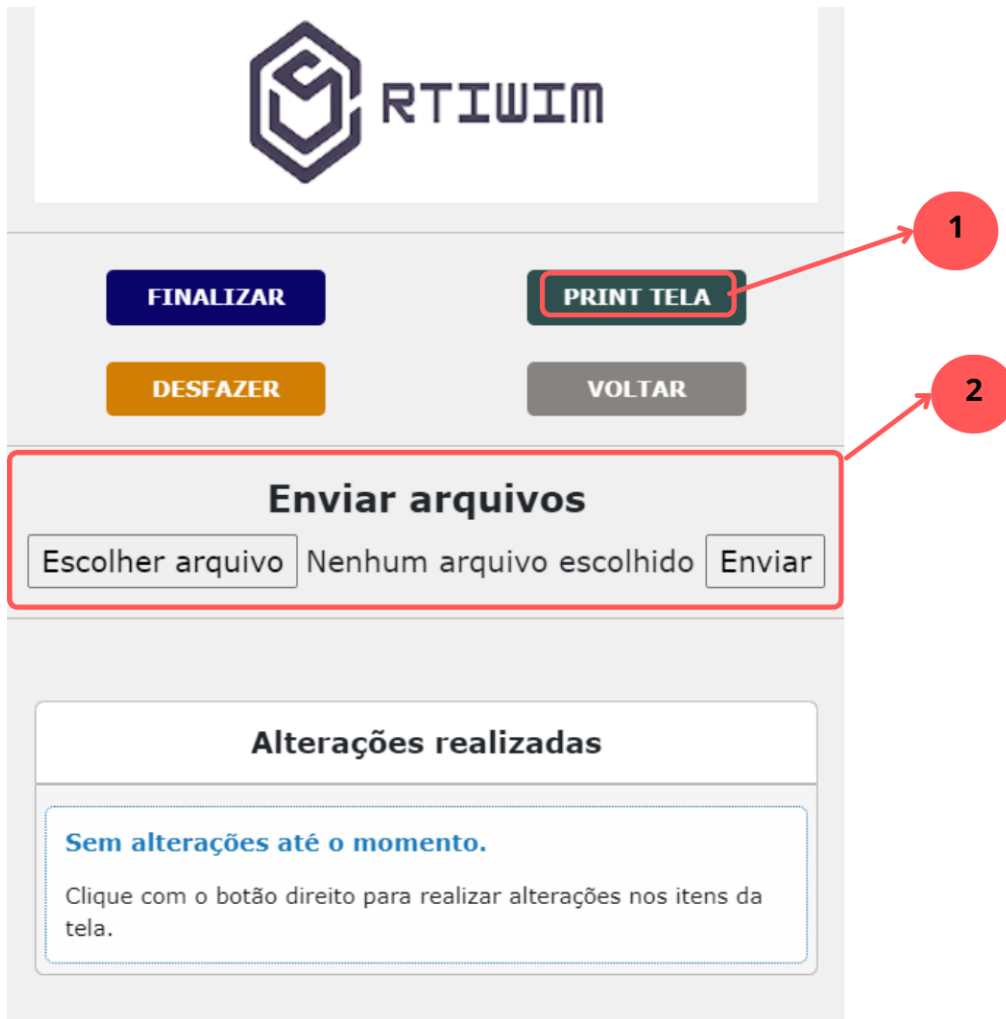 RTIWIM
1
FINALIZAR
PRINT TELA
DESFAZER
VOLTAR
2
Enviar arquivos
Escolher arquivo Nenhum arquivo escolhido Enviar
Alterações realizadas
Sem alterações até o momento.
Clique com o botão direito para realizar alterações nos itens da
tela.